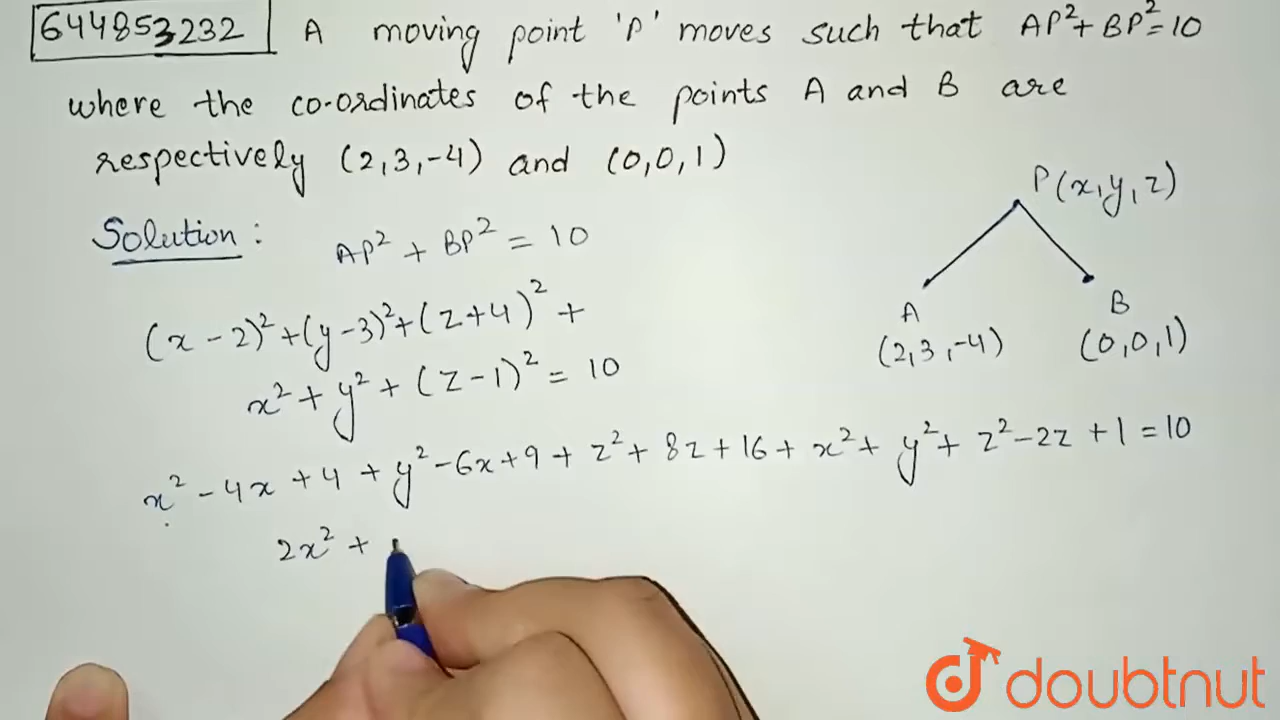 644853232 A moving point 'P' moves such that AP²+BP²=10
where the co-ordinates of the points A and B are
respectively (2,3,-4) and (0,0,1)
P(x,y,z)
Solution: AP² + BP² = 10
(x-2)²+(y-3)²+(z+4)²+
A
B
(2,3,-4)
(0,0,1)
x²+y²+(z-1)²=10
x²-4x+4+y²-6x+9+z²+8z+16+x²+y²+z²-2z+1=10
2x²+
doubtnut